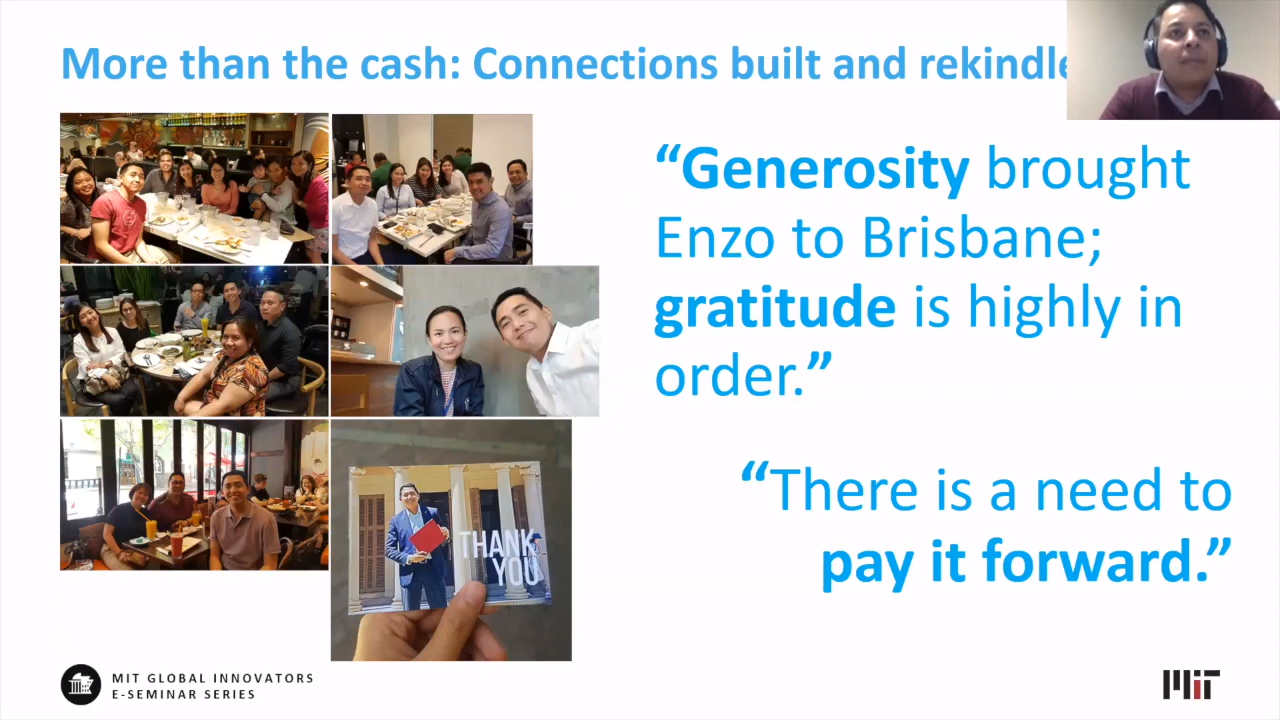 More than the cash: Connections built and rekindle
“Generosity brought
Enzo to Brisbane;
gratitude is highly in
order.”
“There is a need to
pay it forward.”
THANK
YOU
MIT GLOBAL INNOVATORS
E-SEMINAR SERIES
MIT